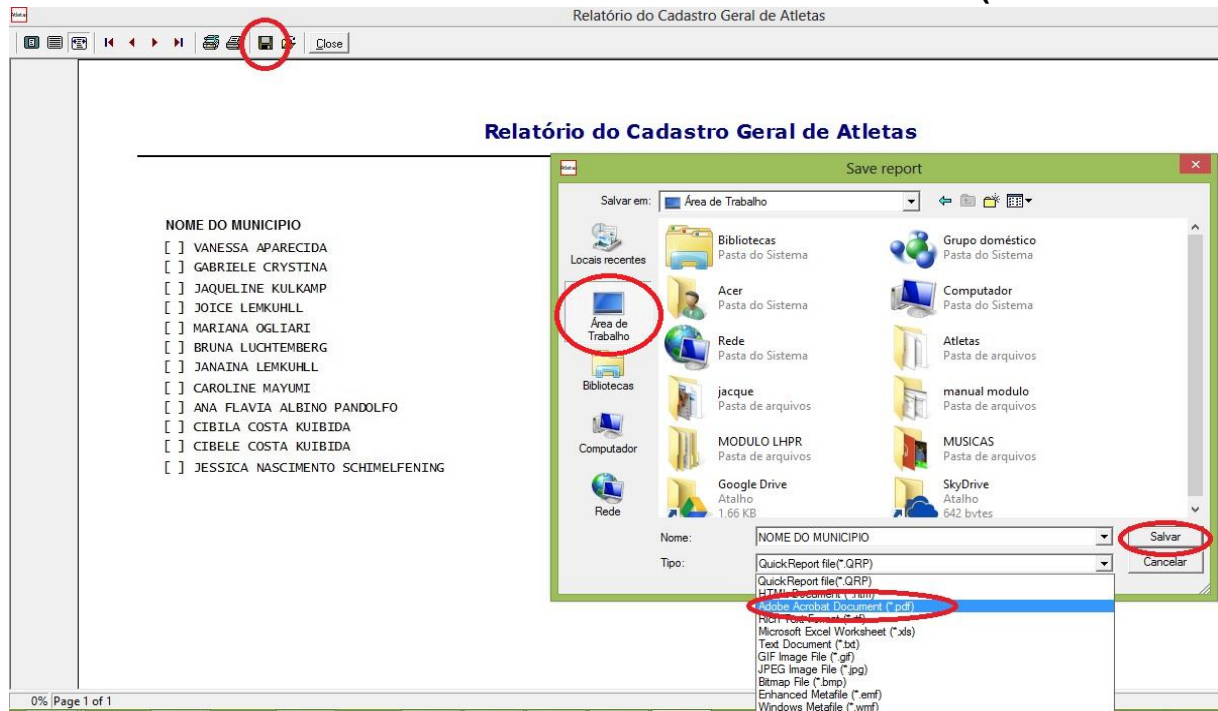 Relatório do Cadastro Geral de Atletas
Close
Relatório do Cadastro Geral de Atletas
NOME DO MUNICIPIO
[ ] VANESSA APARECIDA
[ ] GABRIELE CRYSTINA
[ ] JAQUELINE KULKAMP
[ ] JOICE LEMKUHLL
[ ] MARIANA OGLIARI
[ ] BRUNA LUCHTEMBERG
[ ] JANAINA LEMKUHLL
[ ] CAROLINE MAYUMI
[ ] ANA FLAVIA ALBINO PANDOLFO
[ ] CIBILA COSTA KUIBIDA
[ ] CIBELE COSTA KUIBIDA
[ ] JESSICA NASCIMENTO SCHIMELFENING
Save report
Salvar em: Área de Trabalho
Locais recentes
Área de
Trabalho
Bibliotecas
Computador
Rede
Bibliotecas
Pasta do Sistema
Grupo doméstico
Pasta do Sistema
Acer
Pasta do Sistema
Computador
Pasta do Sistema
Rede
Pasta do Sistema
Atletas
Pasta de arquivos
jacque
Pasta de arquivos
manual modulo
Pasta de arquivos
MODULO LHPR
Pasta de arquivos
MUSICAS
Pasta de arquivos
Google Drive
Atalho
1,66 KB
SkyDrive
Atalho
642 bytes
Nome: NOME DO MUNICIPIO Salvar
Tipo: QuickReport file(*.QRP) Cancelar
QuickReport file(*.QRP)
HTML Document (*.htm)
Adobe Acrobat Document (*.pdf)
Rich Text Format (*.rtf)
Microsoft Excel Worksheet (*.xls)
Text Document (*.txt)
GIF Image File (*.gif)
JPEG Image File (*.jpg)
Bitmap File (*.bmp)
Enhanced Metafile (*.emf)
Windows Metafile (*.wmf)
0% Page 1 of 1